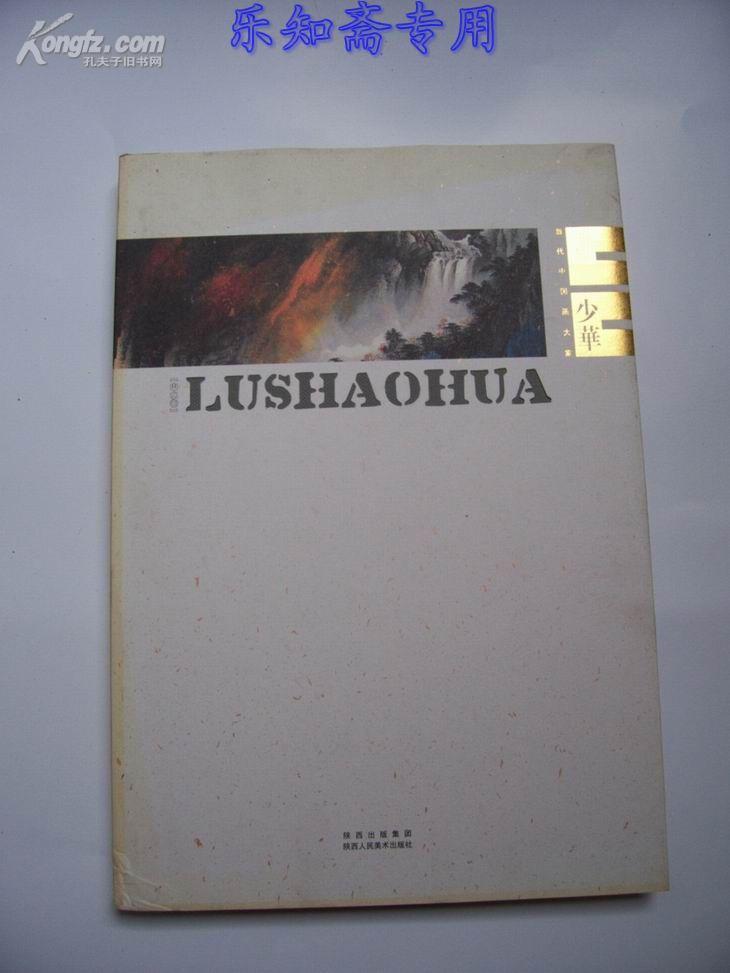 Kongfz.com
孔夫子旧书网
乐知斋专用
当代中国画大家
少華
LUSHAOHUA
陕西出版集团
陕西人民美术出版社